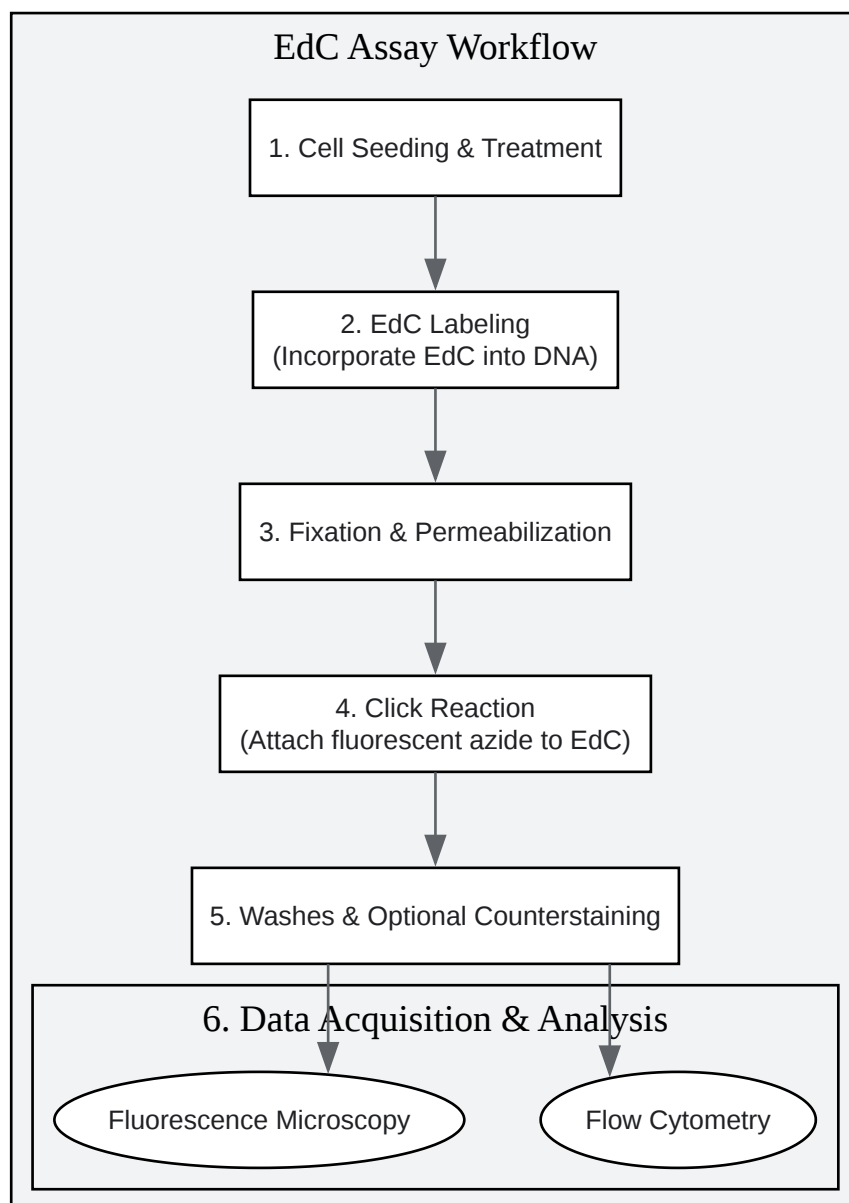 EdC Assay Workflow
1. Cell Seeding & Treatment
2. EdC Labeling
(Incorporate EdC into DNA)
3. Fixation & Permeabilization
4. Click Reaction
(Attach fluorescent azide to EdC)
5. Washes & Optional Counterstaining
6. Data Acquisition & Analysis
Fluorescence Microscopy
Flow Cytometry